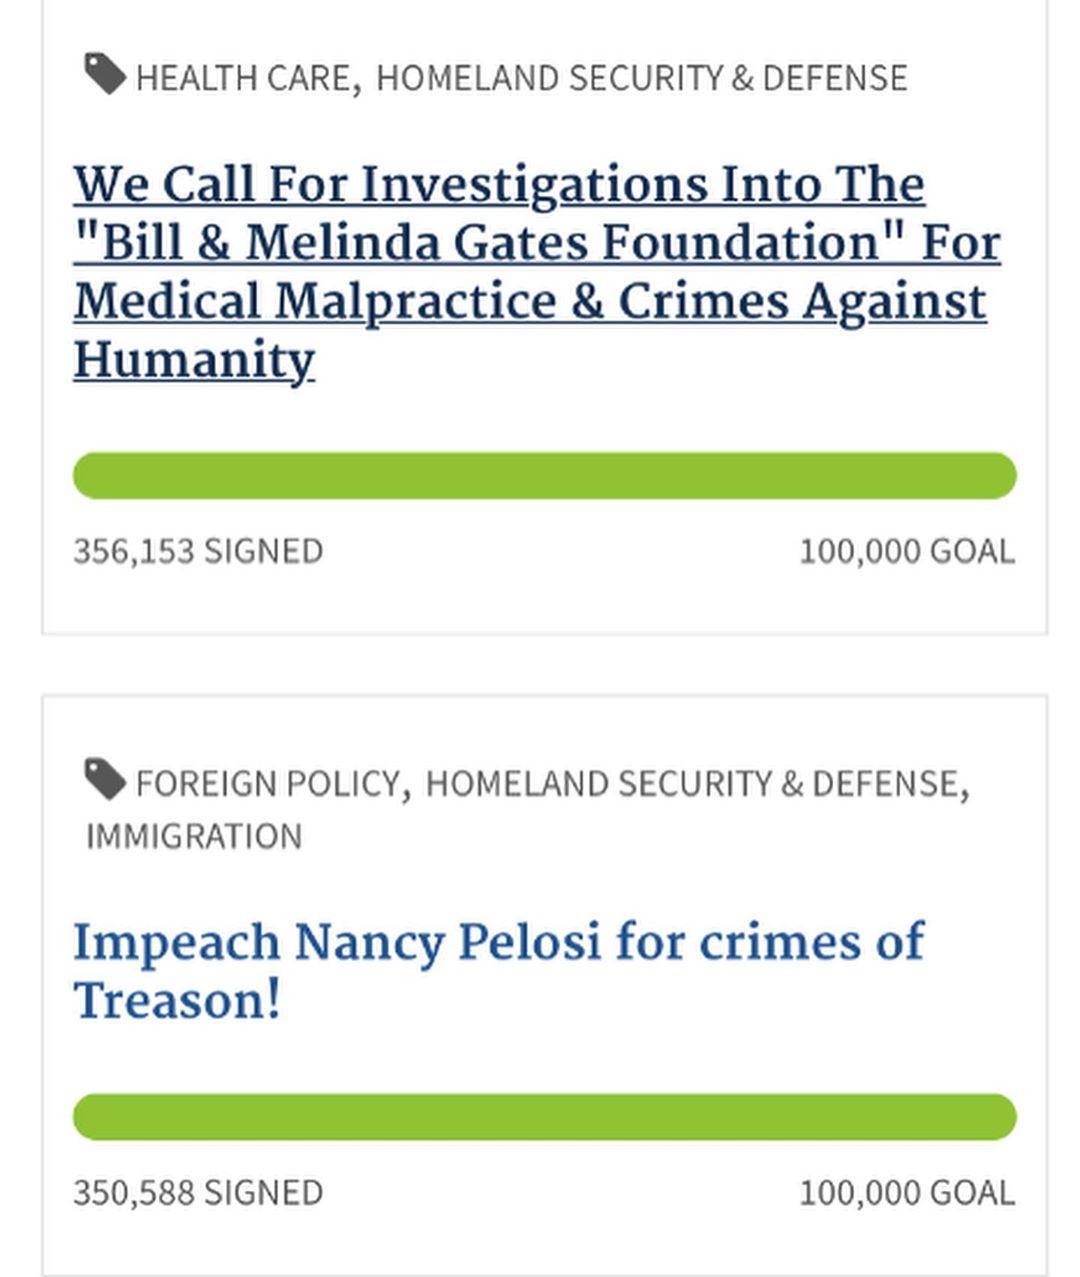 HEALTH CARE, HOMELAND SECURITY & DEFENSE
We Call For Investigations Into The
"Bill & Melinda Gates Foundation" For
Medical Malpractice & Crimes Against
Humanity
356,153 SIGNED 100,000 GOAL
FOREIGN POLICY, HOMELAND SECURITY & DEFENSE,
IMMIGRATION
Impeach Nancy Pelosi for crimes of
Treason!
350,588 SIGNED 100,000 GOAL